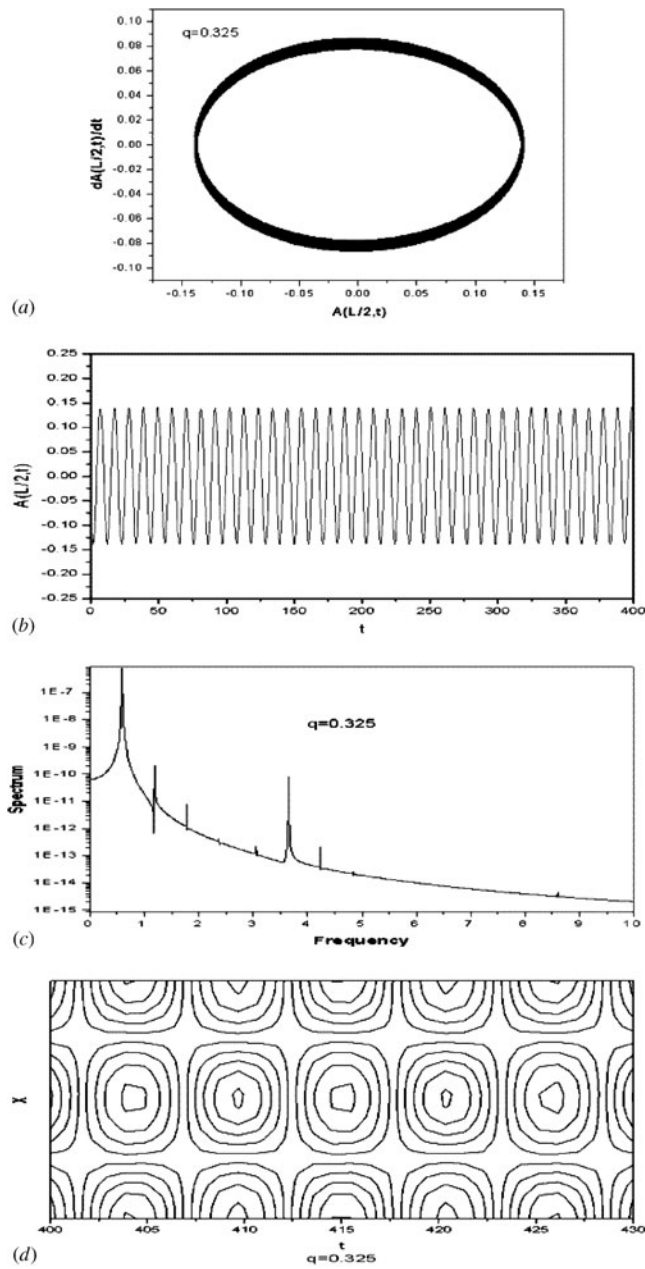 q=0.325
0.10
0.08
0.06
0.04
0.02
0.00
-0.02
-0.04
-0.06
-0.08
-0.10
dA(L/2,t)/dt
-0.15 -0.10 -0.05 0.00 0.05 0.10 0.15
A(L/2,t)
(a)
0.25
0.20
0.15
0.10
0.05
0.00
-0.05
-0.10
-0.15
-0.20
-0.25
A(L/2,t)
0 50 100 150 200 250 300 350 400
t
(b)
1E-7
1E-8
1E-9
1E-10
1E-11
1E-12
1E-13
1E-14
1E-15
Spectrum
q=0.325
0 1 2 3 4 5 6 7 8 9 10
Frequency
(c)
X
400 405 410 415 420 425 430
t
q=0.325
(d)